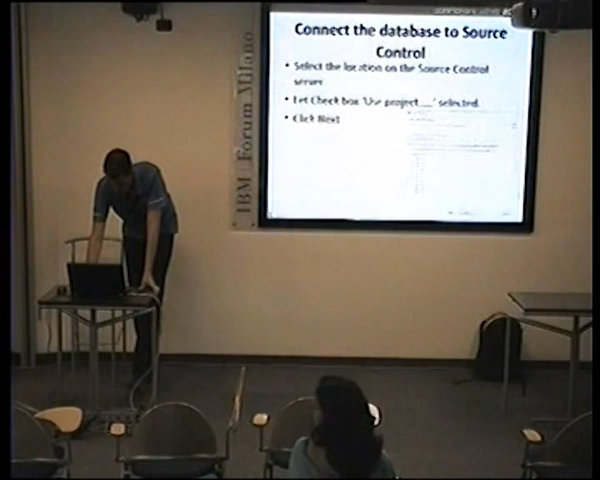 Connect the database to Source
Control
• Select the location on the Source Control
server
• Let Check box 'Use project__' selected.
• Click Next
IBM Forum Milano